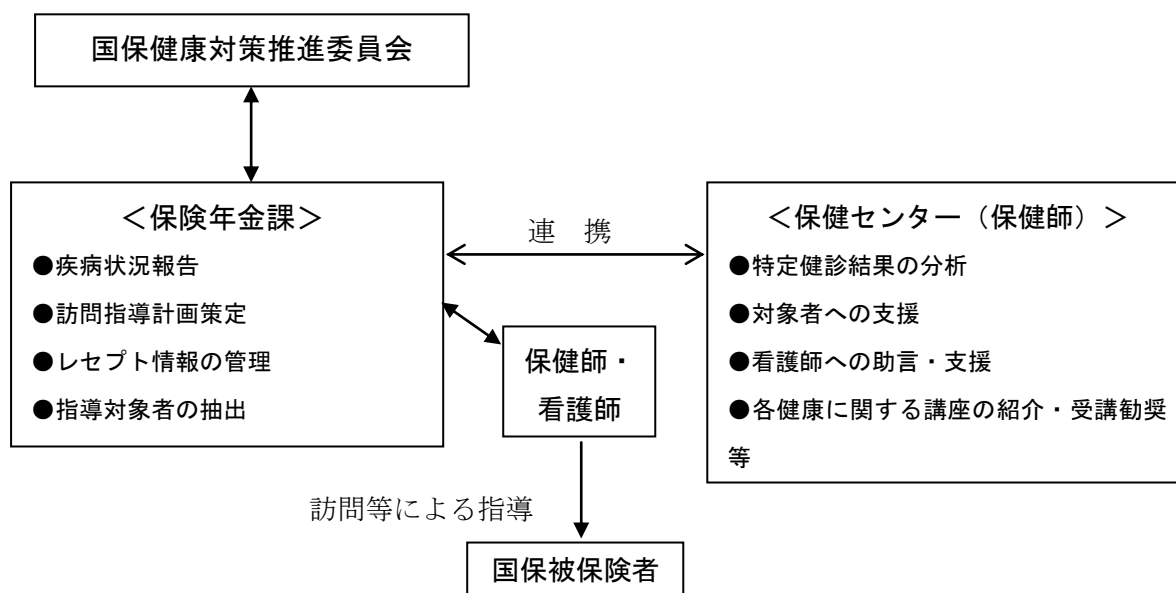 国保健康対策推進委員会
＜保険年金課＞
●疾病状況報告
●訪問指導計画策定
●レセプト情報の管理
●指導対象者の抽出
連　携
＜保健センター（保健師）＞
●特定健診結果の分析
●対象者への支援
●看護師への助言・支援
●各健康に関する講座の紹介・受講勧奨
等
保健師・
看護師
訪問等による指導
国保被保険者